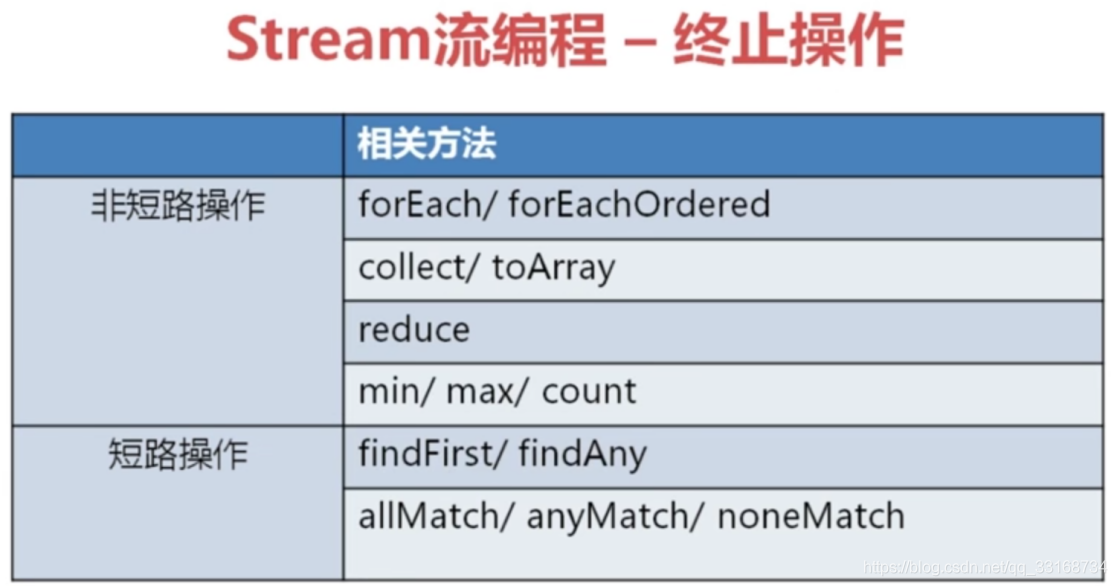 Stream流编程 – 终止操作
相关方法
非短路操作
forEach/ forEachOrdered
collect/ toArray
reduce
min/ max/ count
短路操作
findFirst/ findAny
allMatch/ anyMatch/ noneMatch
https://blog.csdn.net/qq_33168734